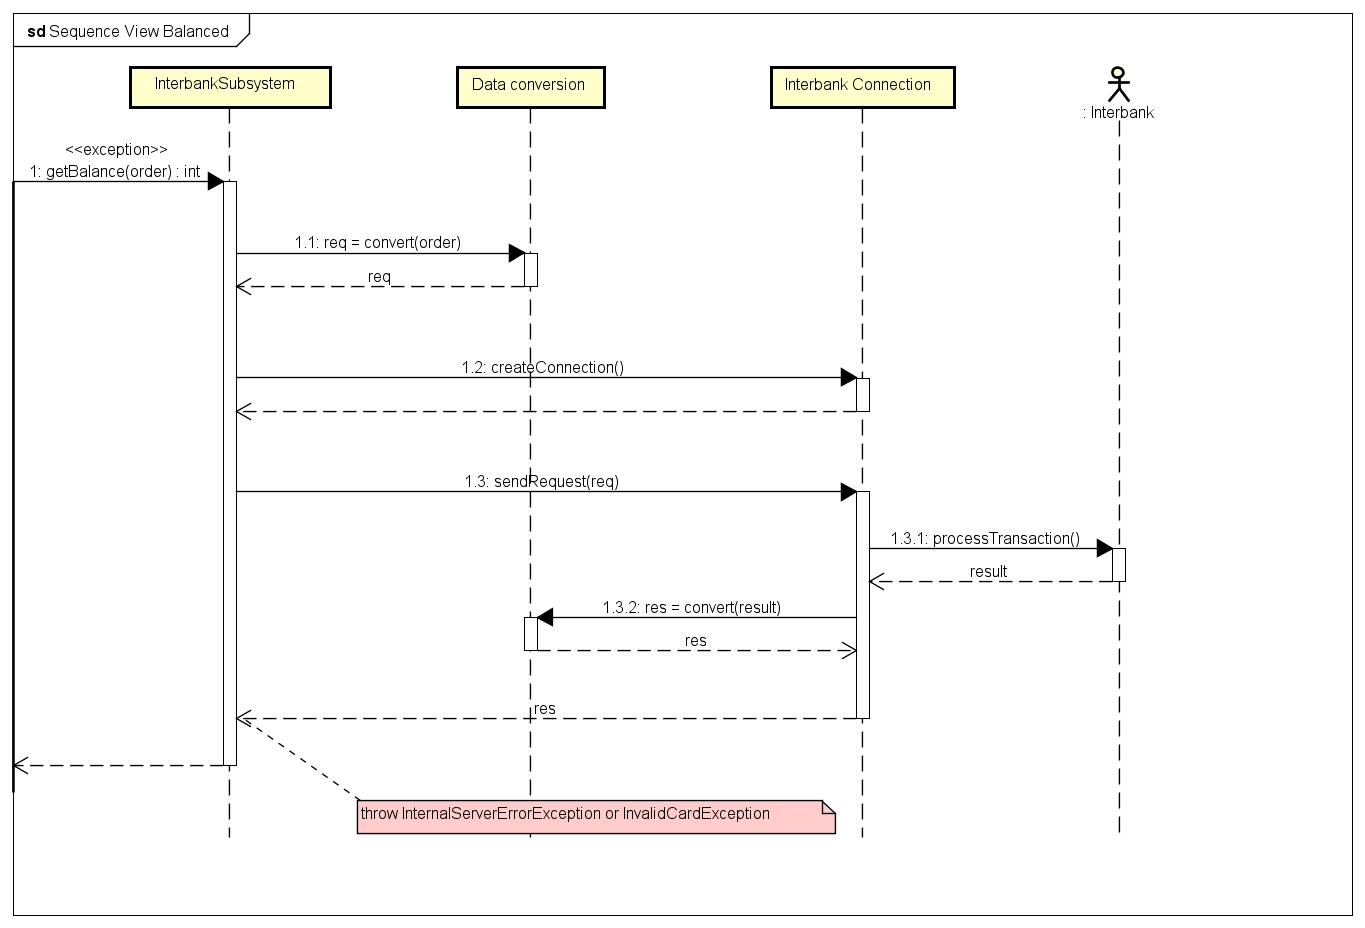 sd Sequence View Balanced
InterbankSubsystem
Data conversion
Interbank Connection
: Interbank
<<exception>>
1: getBalance(order) : int
1.1: req = convert(order)
req
1.2: createConnection()
1.3: sendRequest(req)
1.3.1: processTransaction()
result
1.3.2: res = convert(result)
res
res
throw InternalServerErrorException or InvalidCardException